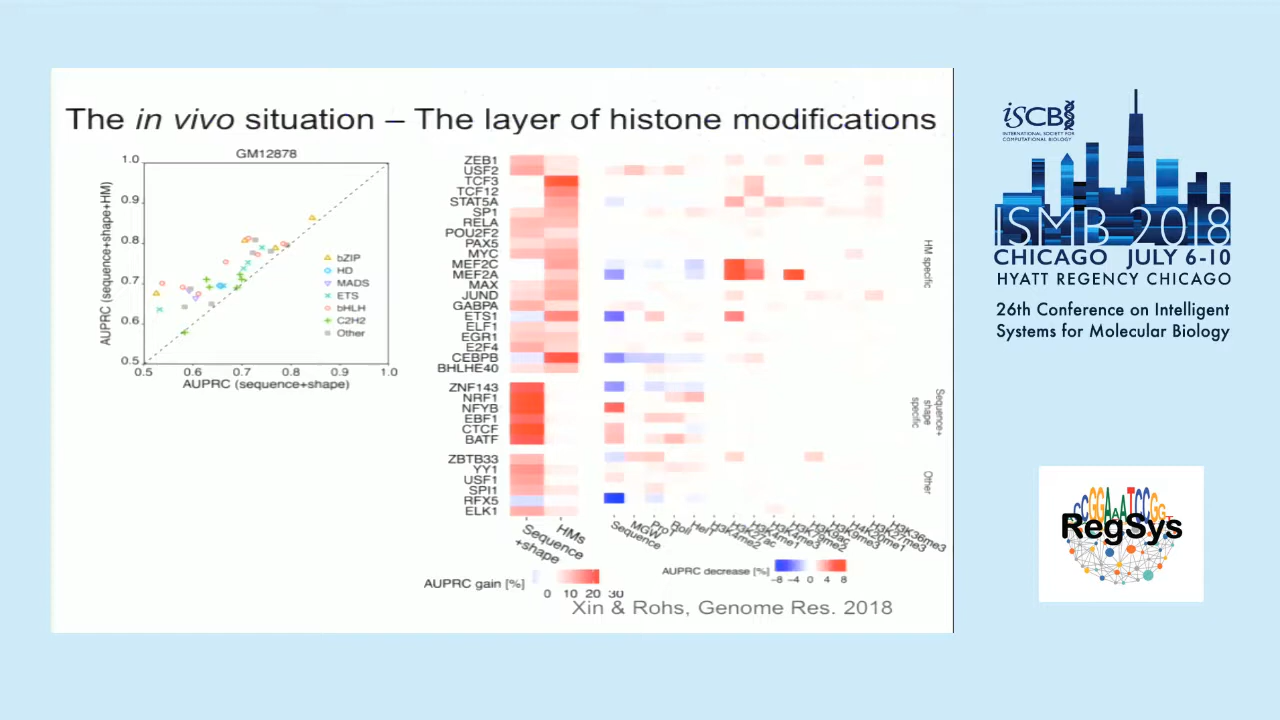 The in vivo situation – The layer of histone modifications
GM12878
1.0
0.9
0.8
0.7
0.6
0.5
0.5
0.6
0.7
0.8
0.9
1.0
AUPRC (sequence+shape+HM)
AUPRC (sequence+shape)
bZIP
HD
MADS
ETS
bHLH
C2H2
Other
ZEB1
USF2
TCF3
TCF12
STAT5A
SP1
RELA
POU2F2
PAX5
MYC
MEF2C
MEF2A
MAX
JUND
GABPA
ETS1
ELF1
EGR1
E2F4
CEBPB
BHLHE40
ZNF143
NRF1
NFYB
EBF1
CTCF
BATF
ZBTB33
YY1
USF1
SPI1
RFX5
ELK1
HM specific
Sequence+
shape
specific
Other
Sequence
+shape
HMs
Sequence
MGW
ProT
Roll
HelT
H3K4me2
H3K27ac
H3K4me1
H3K4me3
H3K79me2
H3K9ac
H3K9me3
H4K20me1
H3K27me3
H3K36me3
AUPRC gain [%]
0 10 20 30
AUPRC decrease [%]
-8 -4 0 4 8
Xin & Rohs, Genome Res. 2018
iSCB
INTERNATIONAL SOCIETY FOR
COMPUTATIONAL BIOLOGY
ISMB 2018
CHICAGO JULY 6-10
HYATT REGENCY CHICAGO
26th Conference on Intelligent
Systems for Molecular Biology
RegSys